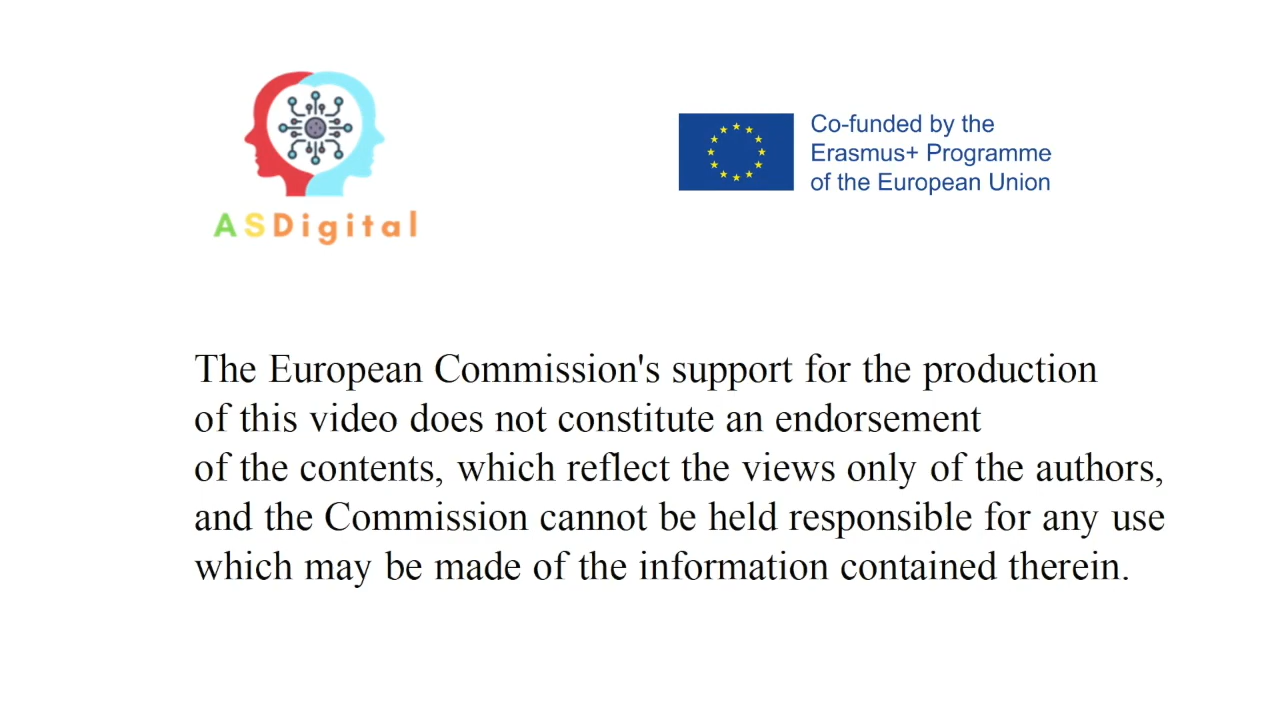 ASDigital
Co-funded by the
Erasmus+ Programme
of the European Union
The European Commission's support for the production
of this video does not constitute an endorsement
of the contents, which reflect the views only of the authors,
and the Commission cannot be held responsible for any use
which may be made of the information contained therein.